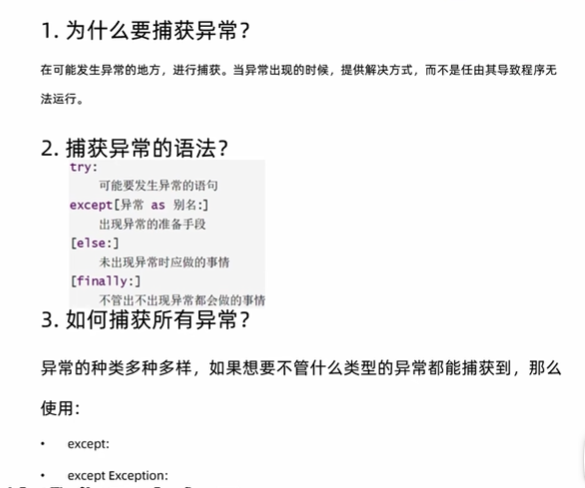 1. 为什么要捕获异常？
在可能发生异常的地方，进行捕获。当异常出现的时候，提供解决方式，而不是任由其导致程序无
法运行。
2. 捕获异常的语法？
try:
可能要发生异常的语句
except[异常 as 别名:]
出现异常的准备手段
[else:]
未出现异常时应做的事情
[finally:]
不管出不出现异常都会做的事情
3. 如何捕获所有异常？
异常的种类多种多样，如果想要不管什么类型的异常都能捕获到，那么
使用：
• except:
• except Exception: